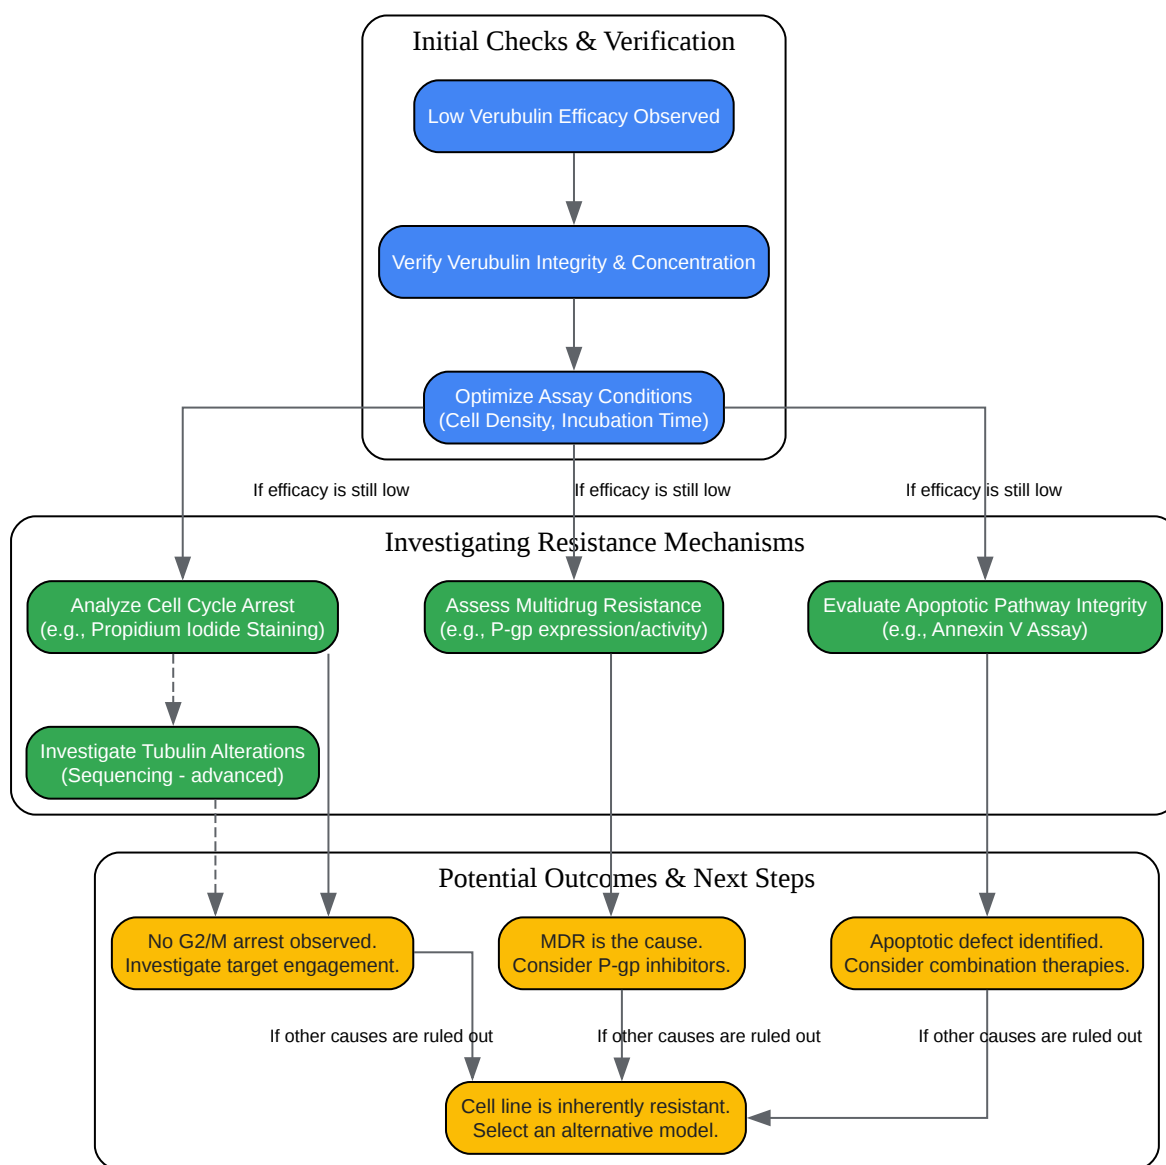 Initial Checks & Verification
Low Verubulin Efficacy Observed
Verify Verubulin Integrity & Concentration
Optimize Assay Conditions
(Cell Density, Incubation Time)
If efficacy is still low
If efficacy is still low
If efficacy is still low
Investigating Resistance Mechanisms
Analyze Cell Cycle Arrest
(e.g., Propidium Iodide Staining)
Assess Multidrug Resistance
(e.g., P-gp expression/activity)
Evaluate Apoptotic Pathway Integrity
(e.g., Annexin V Assay)
Investigate Tubulin Alterations
(Sequencing - advanced)
Potential Outcomes & Next Steps
No G2/M arrest observed.
Investigate target engagement.
MDR is the cause.
Consider P-gp inhibitors.
Apoptotic defect identified.
Consider combination therapies.
If other causes are ruled out
If other causes are ruled out
If other causes are ruled out
Cell line is inherently resistant.
Select an alternative model.